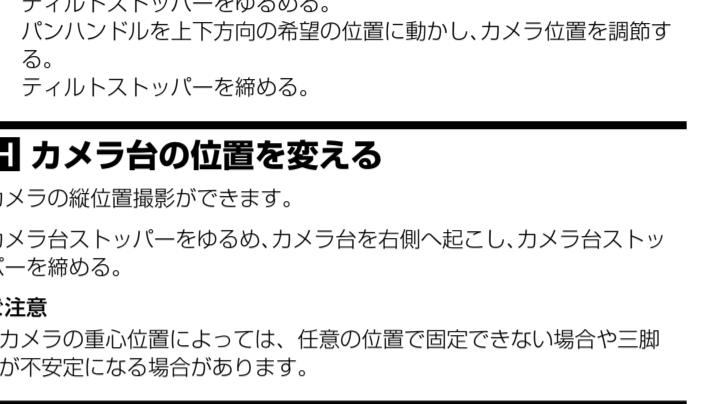 ティルトストッパーをゆるめる。
パンハンドルを上下方向の希望の位置に動かし、カメラ位置を調節す
る。
ティルトストッパーを締める。
H カメラ台の位置を変える
カメラの縦位置撮影ができます。
カメラ台ストッパーをゆるめ、カメラ台を右側へ起こし、カメラ台ストッ
パーを締める。
ご注意
カメラの重心位置によっては、任意の位置で固定できない場合や三脚
が不安定になる場合があります。